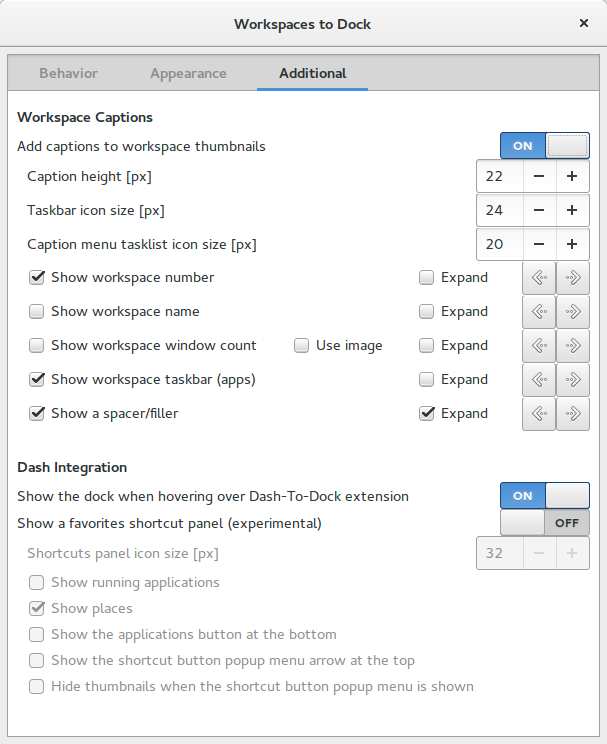 Workspaces to Dock
Behavior Appearance Additional
Workspace Captions
Add captions to workspace thumbnails ON
Caption height [px] 22
Taskbar icon size [px] 24
Caption menu tasklist icon size [px] 20
Show workspace number Expand
Show workspace name Expand
Show workspace window count Use image Expand
Show workspace taskbar (apps) Expand
Show a spacer/filler Expand
Dash Integration
Show the dock when hovering over Dash-To-Dock extension ON
Show a favorites shortcut panel (experimental) OFF
Shortcuts panel icon size [px] 32
Show running applications
Show places
Show the applications button at the bottom
Show the shortcut button popup menu arrow at the top
Hide thumbnails when the shortcut button popup menu is shown